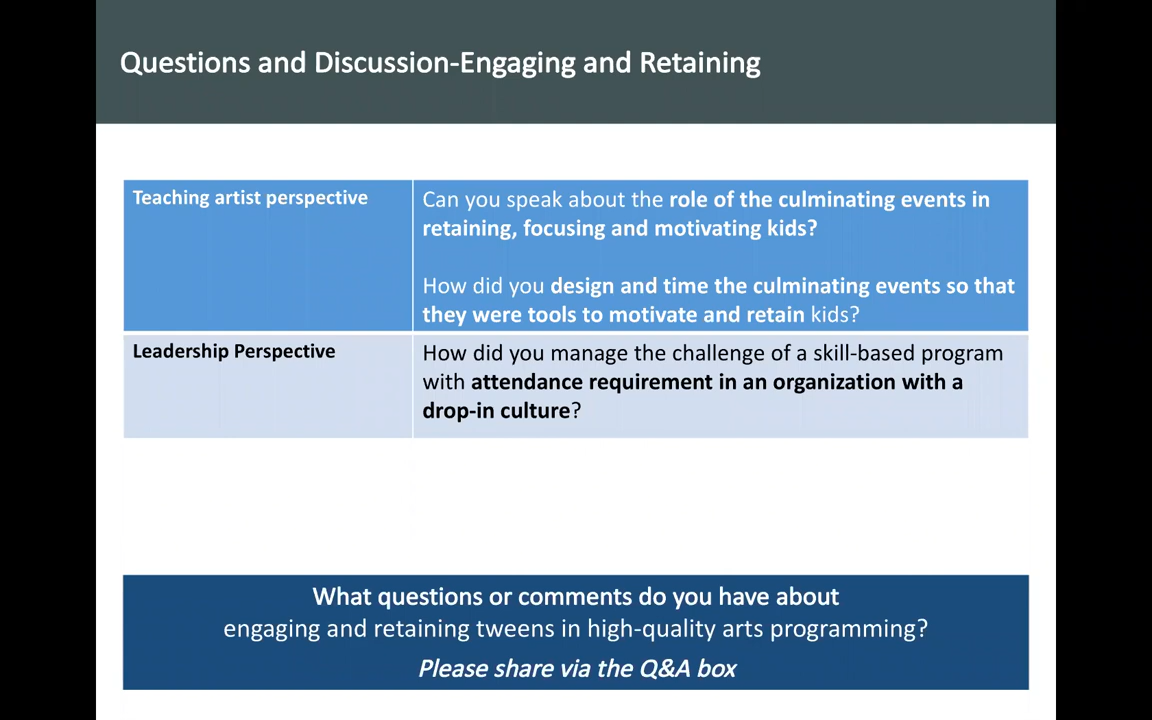 Questions and Discussion-Engaging and Retaining
Teaching artist perspective
Can you speak about the role of the culminating events in
retaining, focusing and motivating kids?
How did you design and time the culminating events so that
they were tools to motivate and retain kids?
Leadership Perspective
How did you manage the challenge of a skill-based program
with attendance requirement in an organization with a
drop-in culture?
What questions or comments do you have about
engaging and retaining tweens in high-quality arts programming?
Please share via the Q&A box